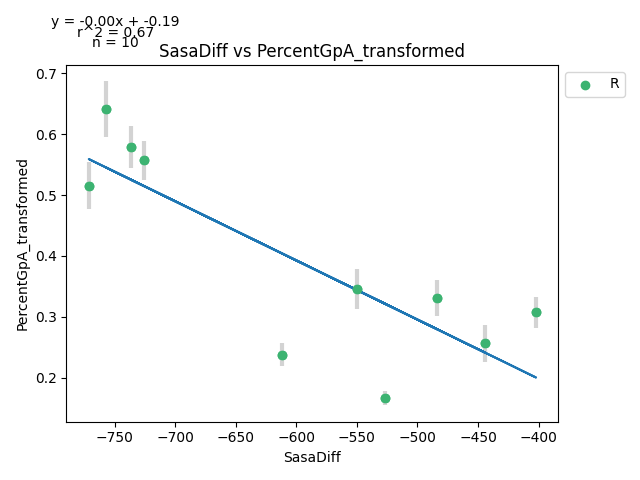 y = -0.00x + -0.19
r^2 = 0.67
n = 10
SasaDiff vs PercentGpA_transformed
R
PercentGpA_transformed
0.7
0.6
0.5
0.4
0.3
0.2
−750 −700 −650 −600 −550 −500 −450 −400
SasaDiff